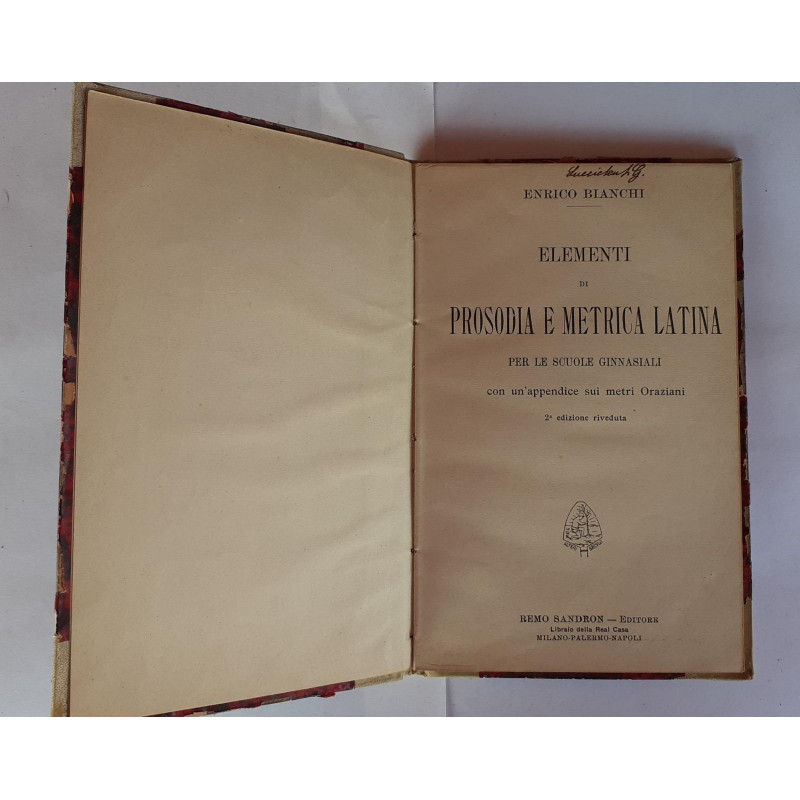 ENRICO BIANCHI
ELEMENTI
DI
PROSODIA E METRICA LATINA
PER LE SCUOLE GINNASIALI
con un'appendice sui metri Oraziani
2ª edizione riveduta
REMO SANDRON — EDITORE
Libraio della Real Casa
MILANO-PALERMO-NAPOLI